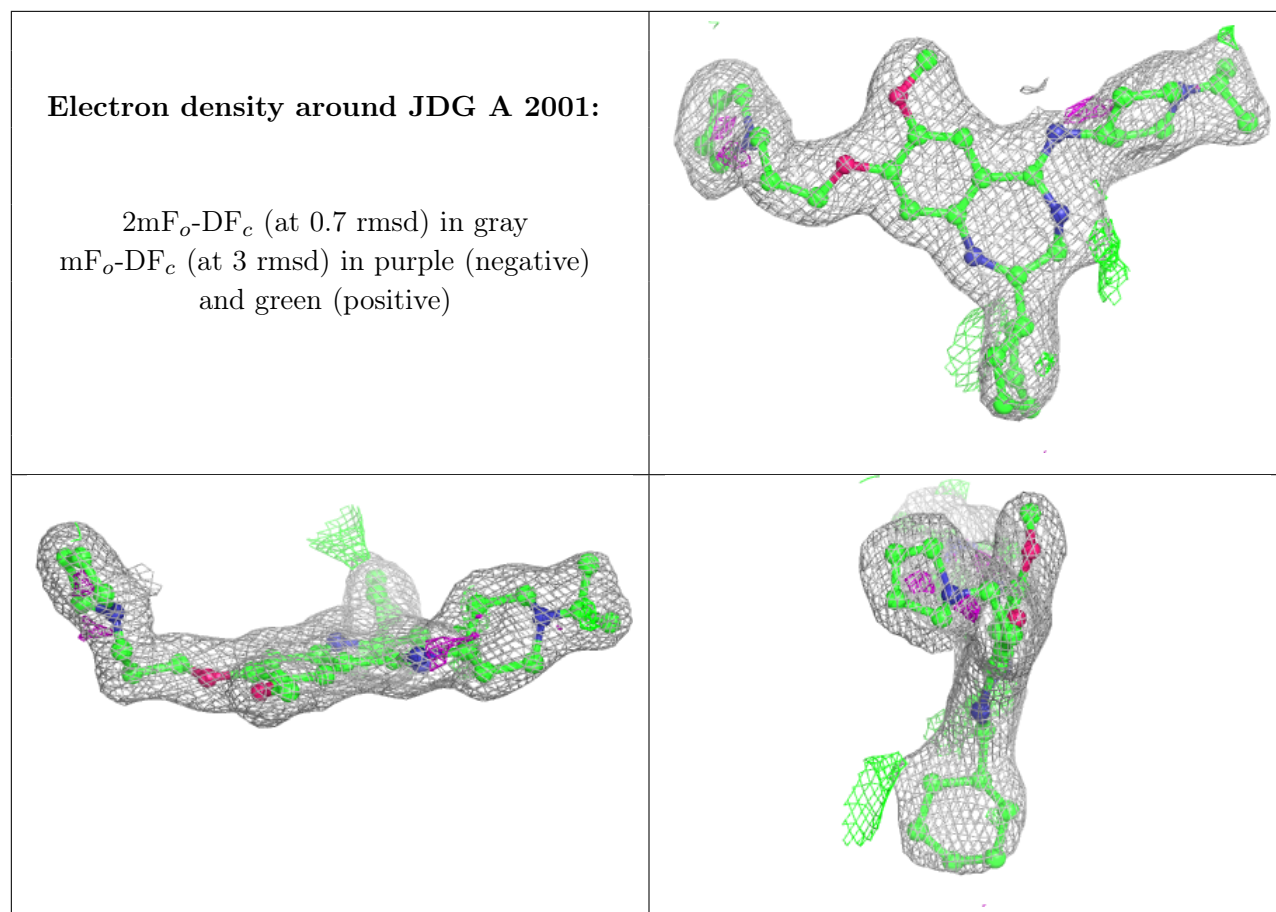 Electron density around JDG A 2001:
2mFₒ-DF𝒸 (at 0.7 rmsd) in gray
mFₒ-DF𝒸 (at 3 rmsd) in purple (negative)
and green (positive)